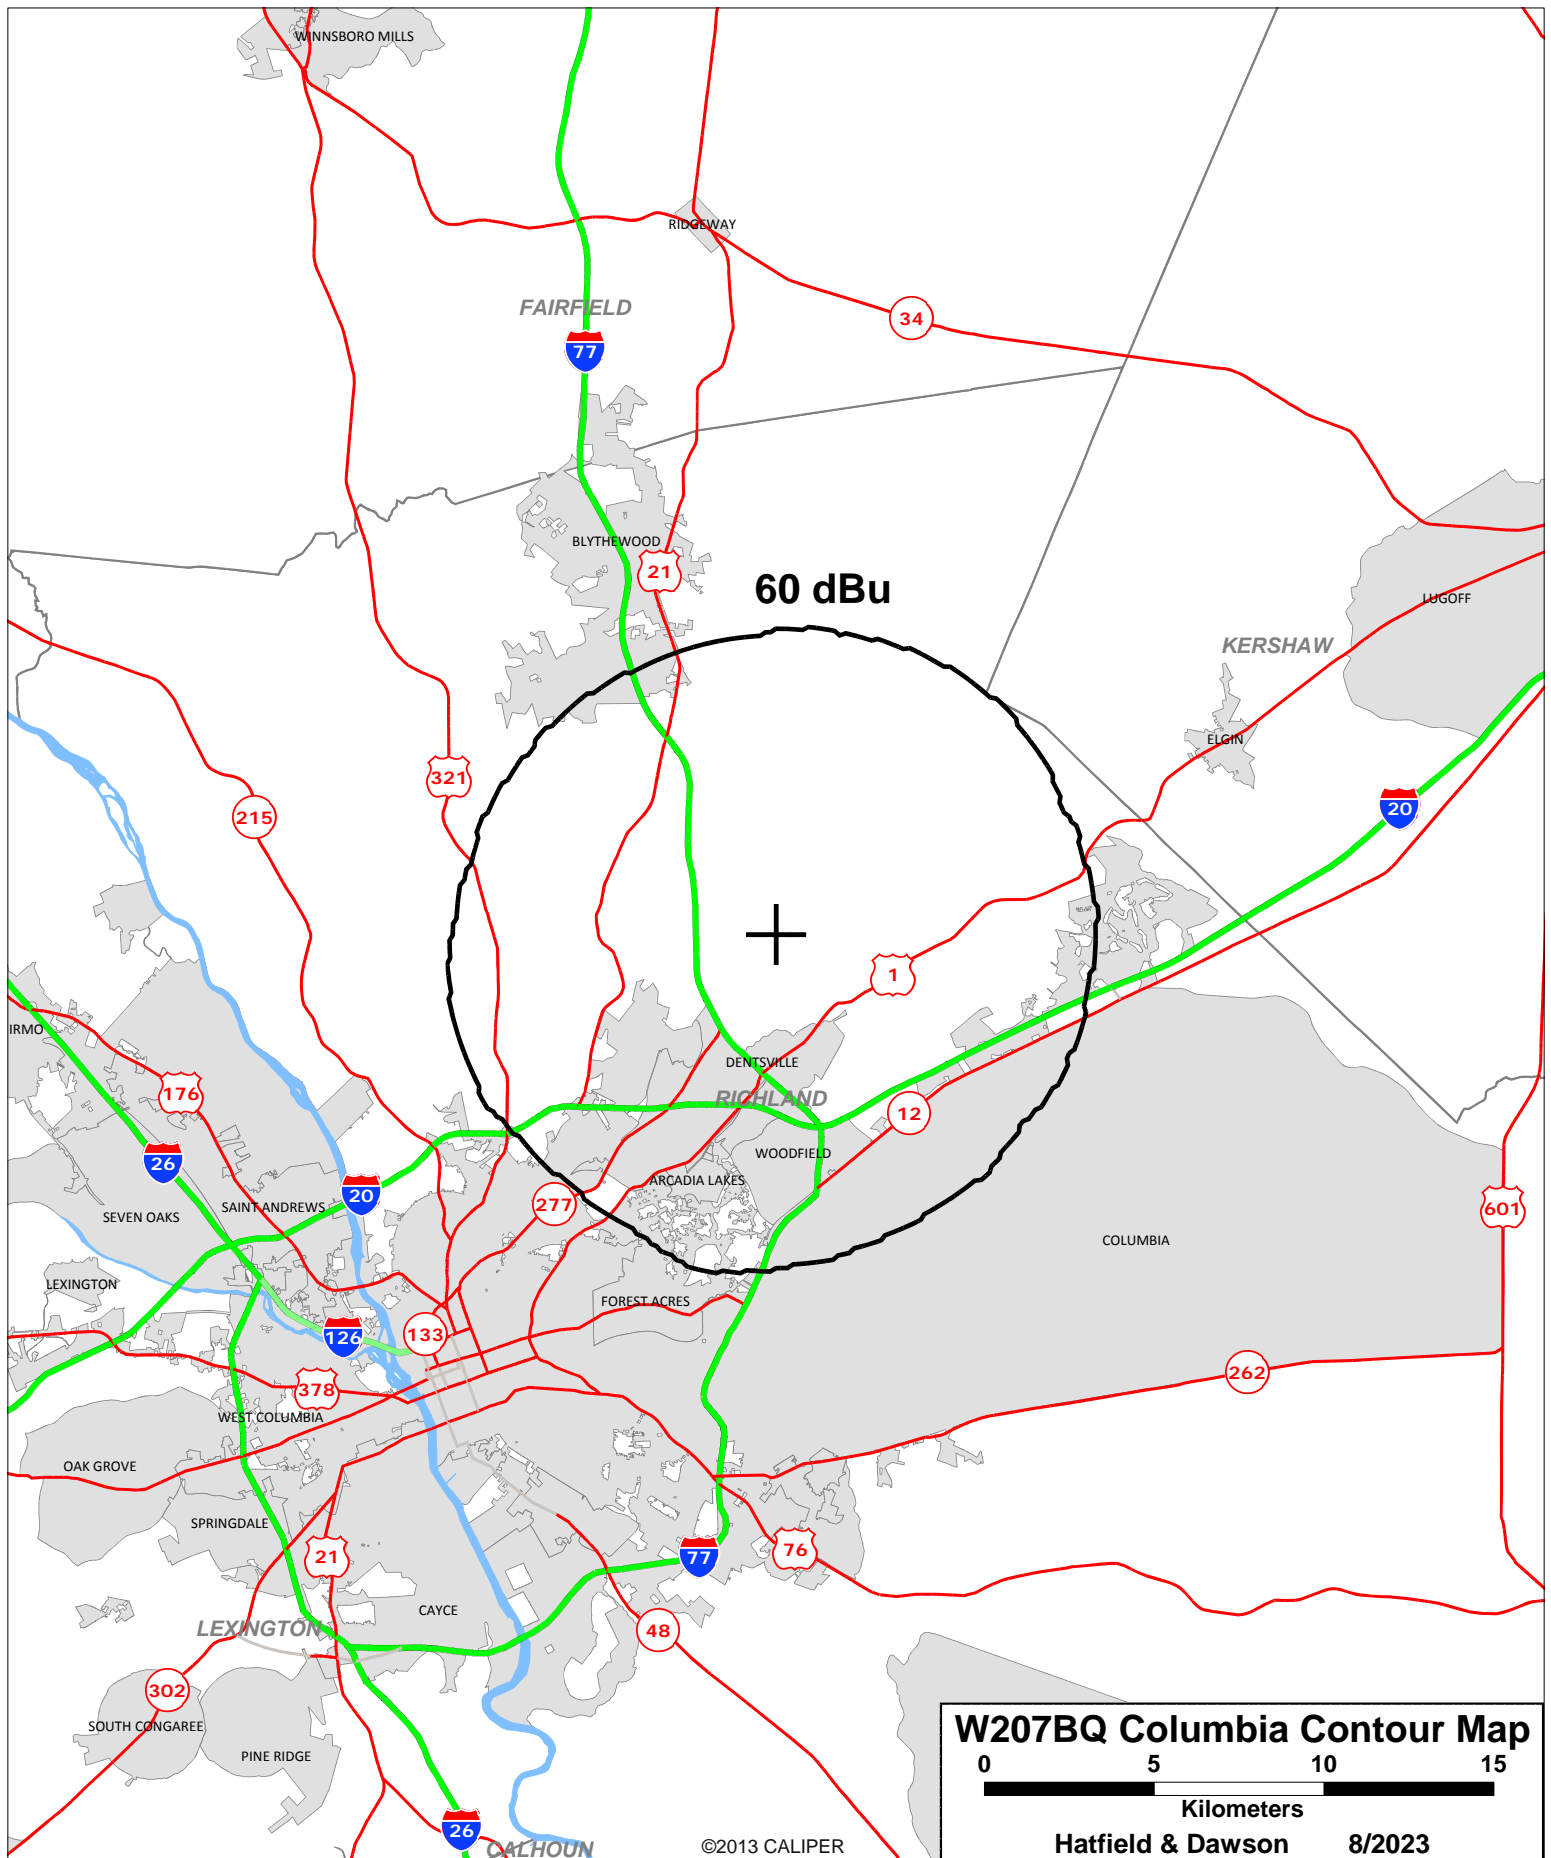 WINNSBORO MILLS
RIDGEWAY
FAIRFIELD
34
77
BLYTHEWOOD
21
60 dBu
LUGOFF
KERSHAW
ELGIN
321
20
215
1
IRMO
DENTSVILLE
176
RICHLAND
12
WOODFIELD
26
ARCADIA LAKES
20
277
SAINT ANDREWS
601
SEVEN OAKS
COLUMBIA
LEXINGTON
FOREST ACRES
133
126
262
378
WEST COLUMBIA
OAK GROVE
SPRINGDALE
76
21
77
CAYCE
LEXINGTON
48
302
SOUTH CONGAREE
PINE RIDGE
26
CALHOUN
©2013 CALIPER
W207BQ Columbia Contour Map
0 5 10 15
Kilometers
Hatfield & Dawson 8/2023